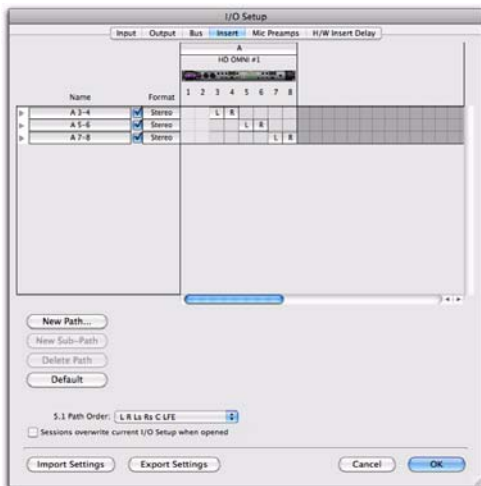 I/O Setup
Input Output Bus Insert Mic Preamps H/W Insert Delay
A
HD OMNI #1
Name Format 1 2 3 4 5 6 7 8
A 3-4 Stereo L R
A 5-6 Stereo L R
A 7-8 Stereo L R
New Path...
New Sub-Path
Delete Path
Default
5.1 Path Order: L R Ls Rs C LFE
Sessions overwrite current I/O Setup when opened
Import Settings Export Settings Cancel OK